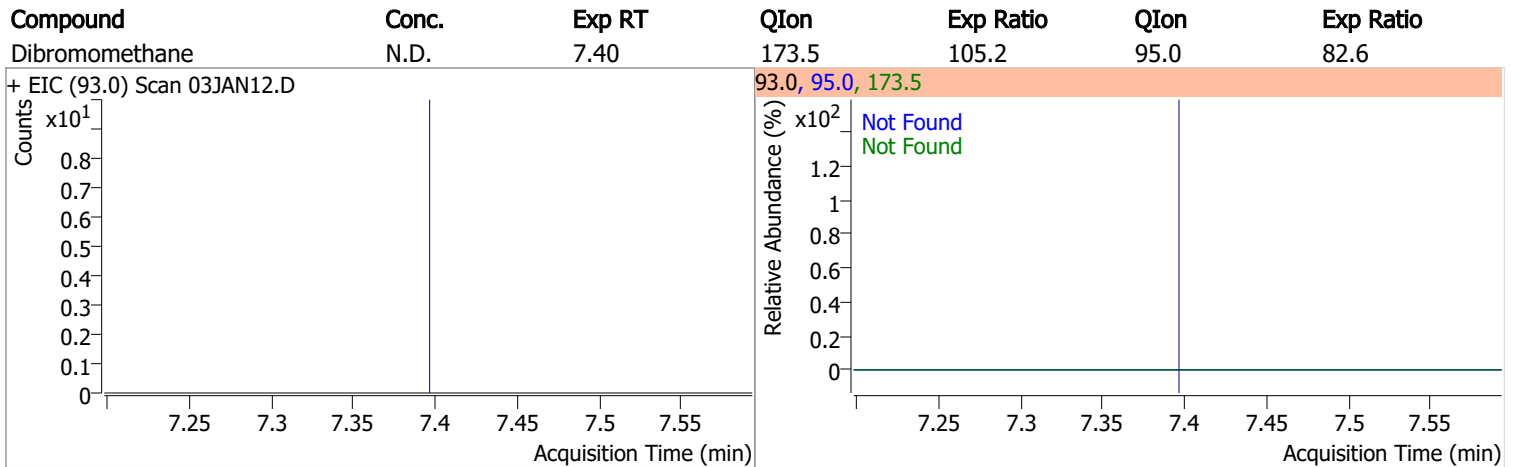 Compound Conc. Exp RT QIon Exp Ratio QIon Exp Ratio
Dibromomethane N.D. 7.40 173.5 105.2 95.0 82.6
+ EIC (93.0) Scan 03JAN12.D
Counts
x10¹
0.8
0.7
0.6
0.5
0.4
0.3
0.2
0.1
0
7.25 7.3 7.35 7.4 7.45 7.5 7.55
Acquisition Time (min)
93.0, 95.0, 173.5
Relative Abundance (%)
x10²
Not Found
Not Found
1.2
1
0.8
0.6
0.4
0.2
0
7.25 7.3 7.35 7.4 7.45 7.5 7.55
Acquisition Time (min)